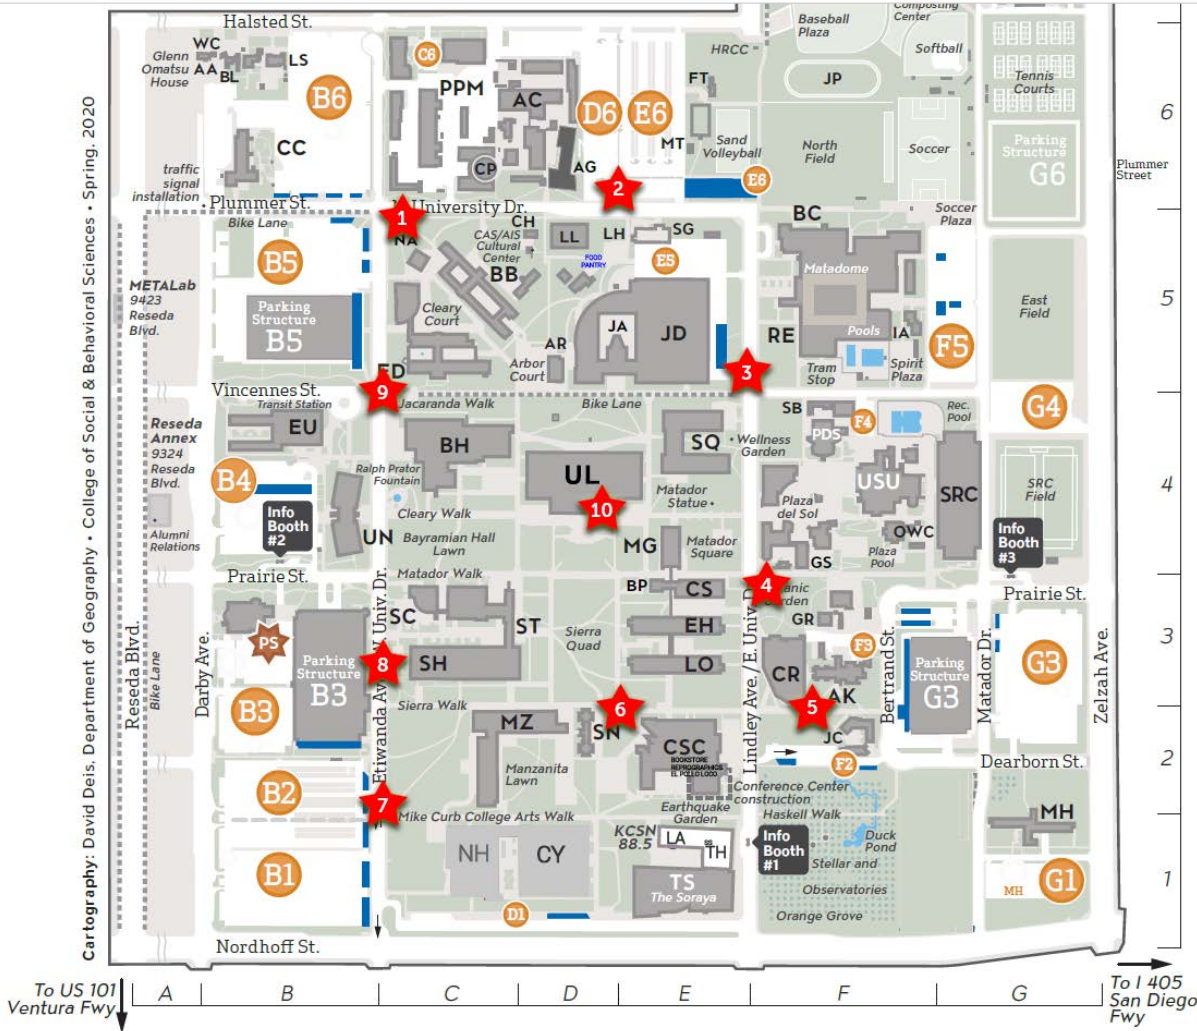 Halsted St.
Baseball
Plaza
Composting
Center
WC
Glenn
Omatsu
House
AA
BL
LS
B6
C6
PPM
AC
D6
E6
HRCC
FT
JP
Softball
Tennis
Courts
6
CC
CP
AG
MT
Sand
Volleyball
North
Field
Soccer
Parking
Structure
G6
Plummer
Street
traffic
signal
installation
2
E6
Plummer St.
1
University Dr.
BC
Soccer
Plaza
Bike Lane
NA
CH
CAS/AIS
Cultural
Center
LL
LH
SG
FOOD
PANTRY
B5
BB
E5
Matadome
METALab
9423
Reseda
Blvd.
Parking
Structure
B5
Cleary
Court
JA
JD
RE
Pools
IA
F5
East
Field
5
AR
Arbor
Court
ED
3
Tram
Stop
Spirit
Plaza
Vincennes St.
9
Transit Station
Jacaranda Walk
Bike Lane
SB
F4
Rec.
Pool
G4
Reseda
Annex
9324
Reseda
Blvd.
EU
BH
SQ
Wellness
Garden
PDS
B4
Ralph Prator
Fountain
UL
USU
SRC
SRC
Field
4
Info
Booth
#2
Cleary Walk
10
Matador
Statue
Plaza
del Sol
Info
Booth
#3
Alumni
Relations
UN
Bayramian Hall
Lawn
MG
Matador
Square
OWC
Plaza
Pool
GS
Prairie St.
Matador Walk
BP
CS
4
Prairie St.
SC
ST
Sierra
Quad
EH
GR
PS
Parking
Structure
B3
8
SH
LO
CR
F3
AK
Parking
Structure
G3
G3
3
Reseda Blvd.
Bike Lane
Darby Ave.
Bertrand St.
Matador Dr.
Zelzah Ave.
B3
Sierra Walk
6
5
MZ
SN
CSC
BOOKSTORE
REPROGRAPHICS
EL POLLO LOCO
JC
F2
Dearborn St.
2
B2
7
Manzanita
Lawn
Conference Center
construction
Mike Curb College Arts Walk
Earthquake
Garden
Haskell Walk
MH
KCSN
88.5
LA
TH
Info
Booth
#1
Duck
Pond
B1
NH
CY
TS
The Soraya
Stellar and
Observatories
MH
G1
1
D1
Orange Grove
Nordhoff St.
To US 101
Ventura Fwy
A
B
C
D
E
F
G
To I 405
San Diego
Fwy
Cartography: David Deis, Department of Geography • College of Social & Behavioral Sciences • Spring, 2020